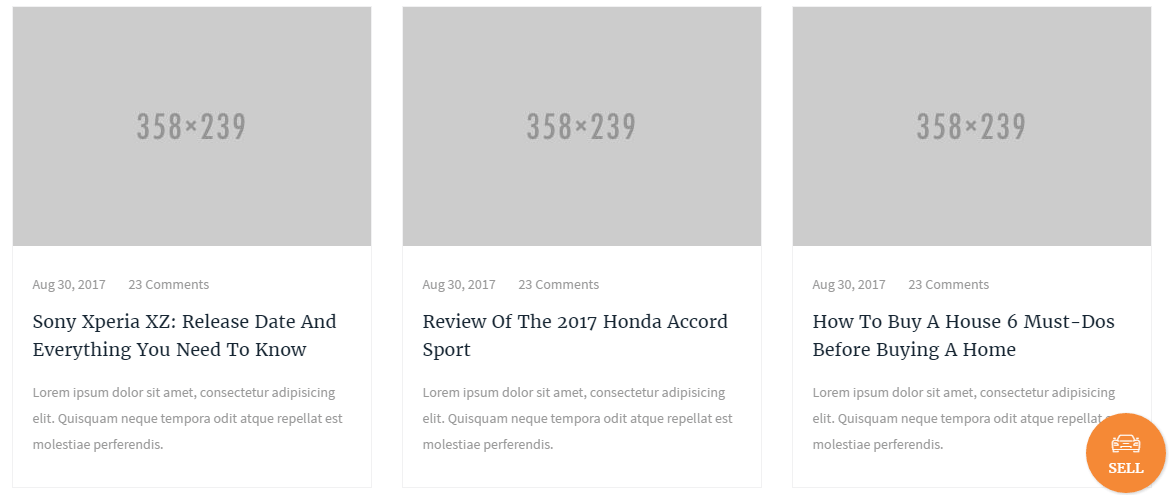 358×239
Aug 30, 2017 23 Comments
Sony Xperia XZ: Release Date And
Everything You Need To Know
Lorem ipsum dolor sit amet, consectetur adipisicing
elit. Quisquam neque tempora odit atque repellat est
molestiae perferendis.
358×239
Aug 30, 2017 23 Comments
Review Of The 2017 Honda Accord
Sport
Lorem ipsum dolor sit amet, consectetur adipisicing
elit. Quisquam neque tempora odit atque repellat est
molestiae perferendis.
358×239
Aug 30, 2017 23 Comments
How To Buy A House 6 Must-Dos
Before Buying A Home
Lorem ipsum dolor sit amet, consectetur adipisicing
elit. Quisquam neque tempora odit atque repellat
molestiae perferendis.
SELL